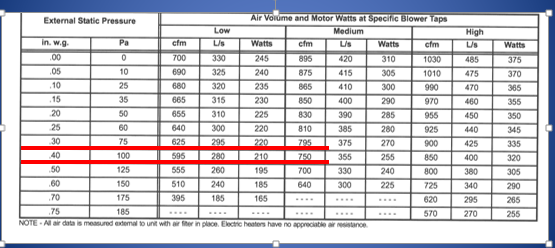 External Static Pressure Air Volume and Motor Watts at Specific Blower Taps
Low Medium High
in. w.g. Pa cfm L/s Watts cfm L/s Watts cfm L/s Watts
.00 0 700 330 245 895 420 310 1030 485 375
.05 10 690 325 240 875 415 305 1010 475 370
.10 25 680 320 235 865 410 300 990 470 365
.15 35 665 315 230 850 400 290 970 460 355
.20 50 655 310 225 830 390 285 955 450 350
.25 60 640 300 220 810 385 280 925 440 345
.30 75 625 295 220 795 375 270 900 425 335
.40 100 595 280 210 750 355 255 850 400 320
.50 125 555 260 195 700 330 240 800 380 305
.60 150 510 240 185 640 300 225 725 340 290
.70 175 395 185 165 ---- ---- ---- 620 295 265
.75 185 ---- ---- ---- ---- ---- ---- 570 270 255
NOTE - All air data is measured external to unit with air filter in place. Electric heaters have no appreciable air resistance.